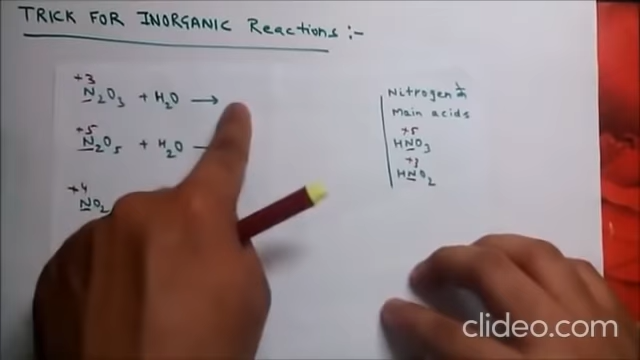 TRICK FOR INORGANIC Reactions :-
+3
N₂O₃ + H₂O →
+5
N₂O₅ + H₂O →
+4
NO₂
Nitrogen
Main acids
+5
HNO₃
+3
HNO₂
clideo.com